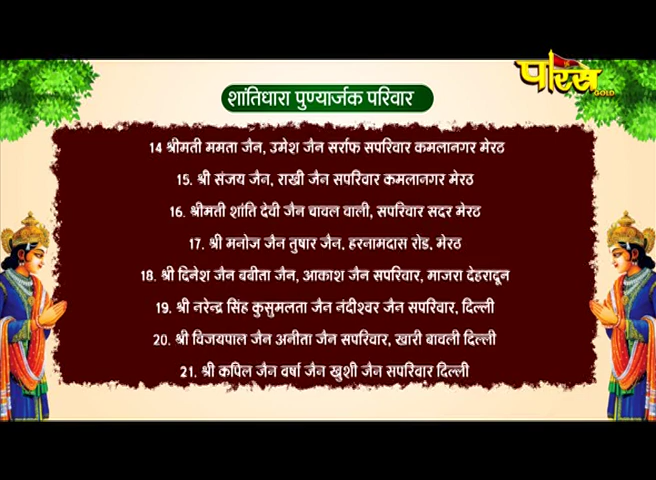 पारस
GOLD
शांतिधारा पुण्यार्जक परिवार
14 श्रीमती ममता जैन, उमेश जैन सर्राफ सपरिवार कमलानगर मेरठ
15. श्री संजय जैन, राखी जैन सपरिवार कमलानगर मेरठ
16. श्रीमती शांति देवी जैन चावल वाली, सपरिवार सदर मेरठ
17. श्री मनोज जैन तुषार जैन, हरनामदास रोड, मेरठ
18. श्री दिनेश जैन बबीता जैन, आकाश जैन सपरिवार, माजरा देहरादून
19. श्री नरेन्द्र सिंह कुसुमलता जैन नंदीश्वर जैन सपरिवार, दिल्ली
20. श्री विजयपाल जैन अनीता जैन सपरिवार, खारी बावली दिल्ली
21. श्री कपिल जैन वर्षा जैन खुशी जैन सपरिवार दिल्ली